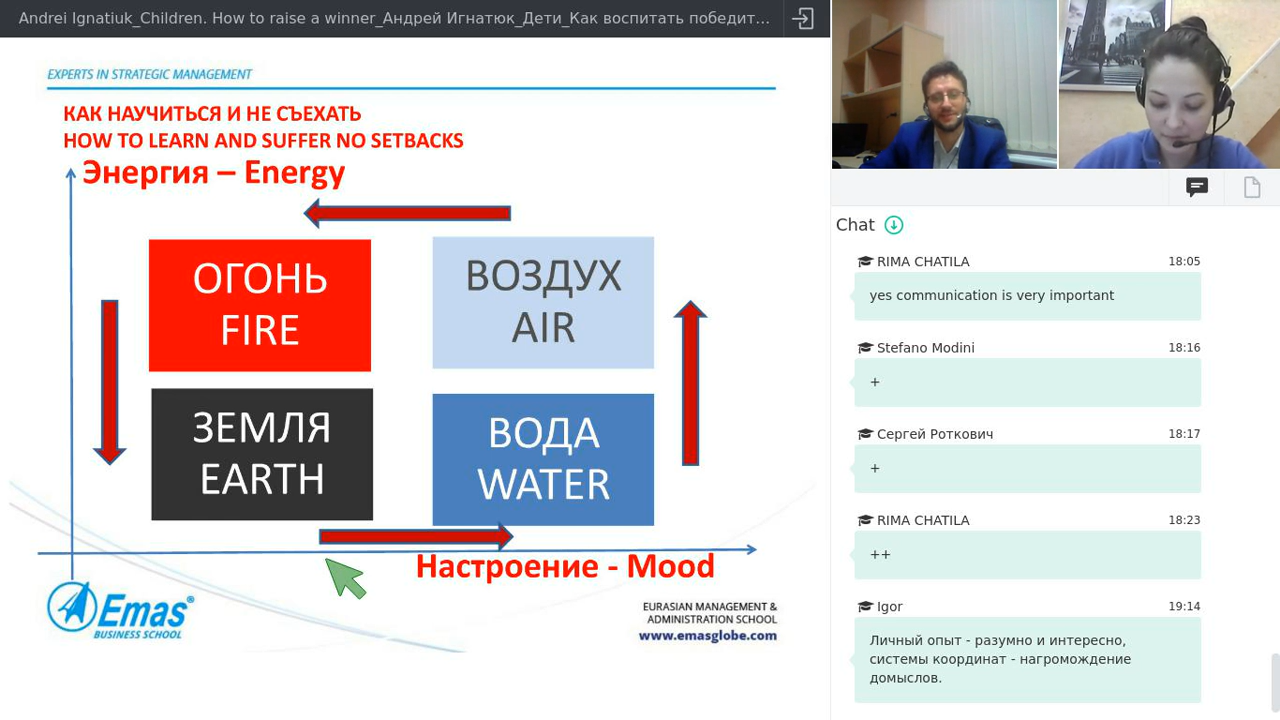 Andrei Ignatiuk_Children. How to raise a winner_Андрей Игнатюк_Дети_Как воспитать победит...
EXPERTS IN STRATEGIC MANAGEMENT
КАК НАУЧИТЬСЯ И НЕ СЪЕХАТЬ
HOW TO LEARN AND SUFFER NO SETBACKS
Энергия – Energy
ОГОНЬ
FIRE
ВОЗДУХ
AIR
ЗЕМЛЯ
EARTH
ВОДА
WATER
Настроение - Mood
Emas®
BUSINESS SCHOOL
EURASIAN MANAGEMENT &
ADMINISTRATION SCHOOL
www.emasglobe.com
Chat
RIMA CHATILA 18:05
yes communication is very important
Stefano Modini 18:16
+
Сергей Роткович 18:17
+
RIMA CHATILA 18:23
++
Igor 19:14
Личный опыт - разумно и интересно,
системы координат - нагромождение
домыслов.